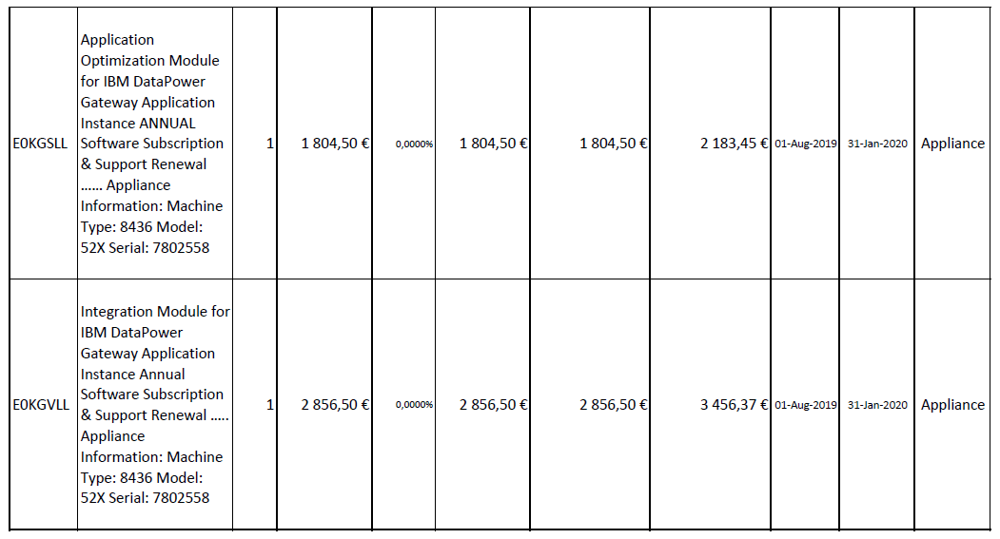 Application
Optimization Module
for IBM DataPower
Gateway Application
Instance ANNUAL
E0KGSLL Software Subscription 1 1 804,50 € 0,0000% 1 804,50 € 1 804,50 € 2 183,45 € 01-Aug-2019 31-Jan-2020 Appliance
& Support Renewal
...... Appliance
Information: Machine
Type: 8436 Model:
52X Serial: 7802558
Integration Module for
IBM DataPower
Gateway Application
Instance Annual
Software Subscription
E0KGVLL & Support Renewal ..... 1 2 856,50 € 0,0000% 2 856,50 € 2 856,50 € 3 456,37 € 01-Aug-2019 31-Jan-2020 Appliance
Appliance
Information: Machine
Type: 8436 Model:
52X Serial: 7802558